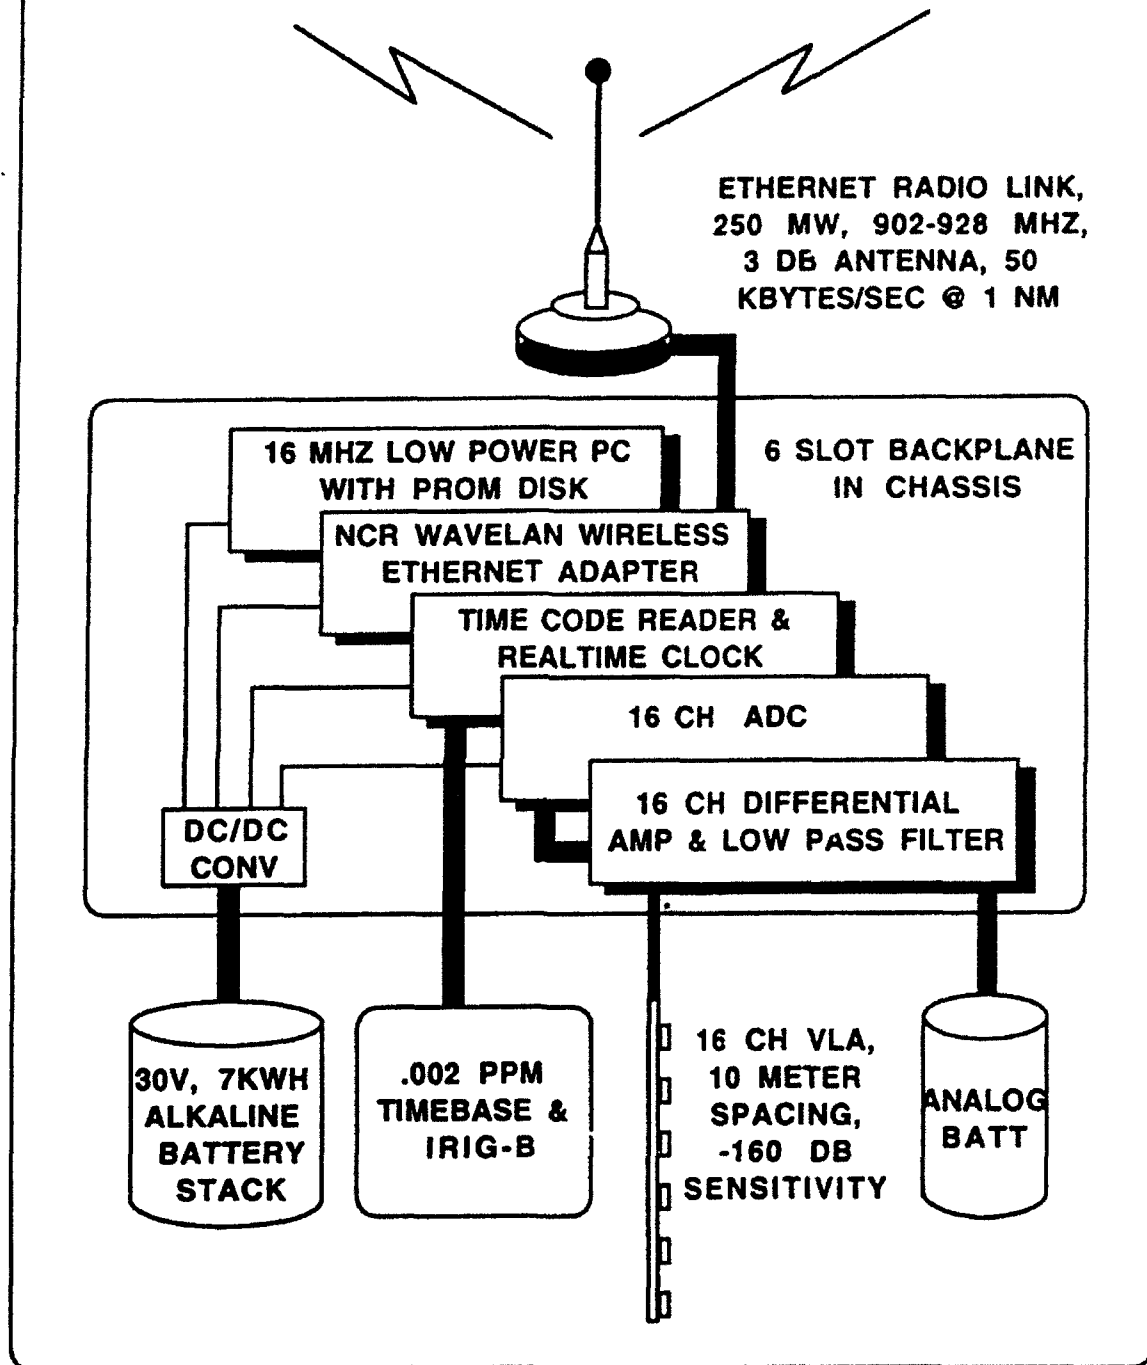 ETHERNET RADIO LINK,
250 MW, 902-928 MHZ,
3 DB ANTENNA, 50
KBYTES/SEC @ 1 NM
16 MHZ LOW POWER PC
WITH PROM DISK
6 SLOT BACKPLANE
IN CHASSIS
NCR WAVELAN WIRELESS
ETHERNET ADAPTER
TIME CODE READER &
REALTIME CLOCK
16 CH ADC
16 CH DIFFERENTIAL
AMP & LOW PASS FILTER
DC/DC
CONV
30V, 7KWH
ALKALINE
BATTERY
STACK
.002 PPM
TIMEBASE &
IRIG-B
16 CH VLA,
10 METER
SPACING,
-160 DB
SENSITIVITY
ANALOG
BATT